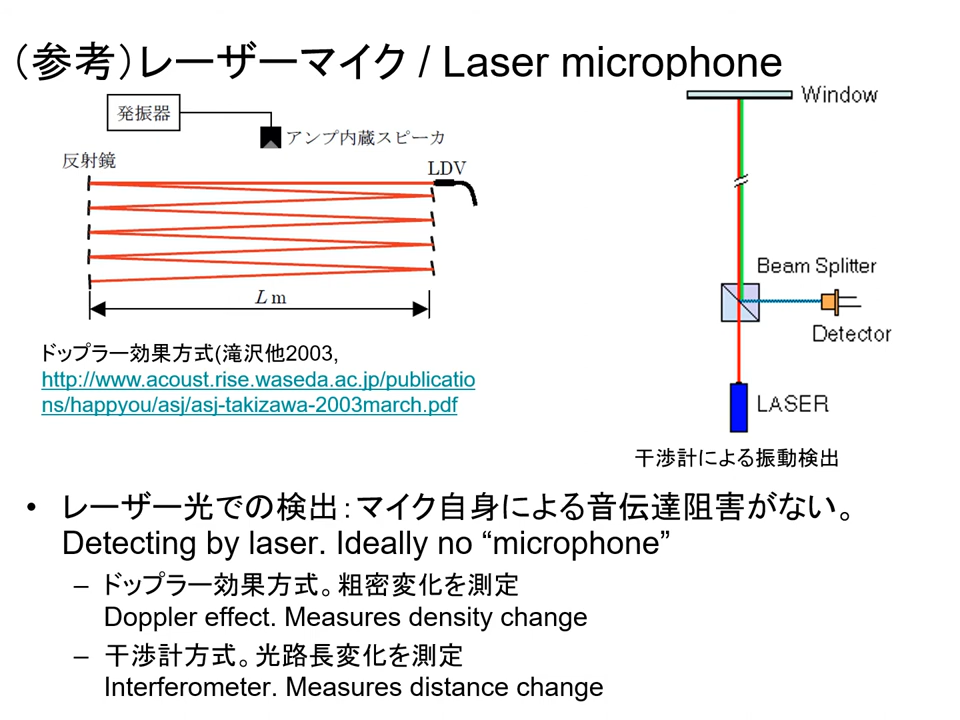 （参考）レーザーマイク / Laser microphone
発振器
アンプ内蔵スピーカ
反射鏡
LDV
L m
ドップラー効果方式(滝沢他2003,
http://www.acoust.rise.waseda.ac.jp/publicatio
ns/happyou/asj/asj-takizawa-2003march.pdf
Window
Beam Splitter
Detector
LASER
干渉計による振動検出
• レーザー光での検出：マイク自身による音伝達阻害がない。
Detecting by laser. Ideally no “microphone”
– ドップラー効果方式。粗密変化を測定
Doppler effect. Measures density change
– 干渉計方式。光路長変化を測定
Interferometer. Measures distance change